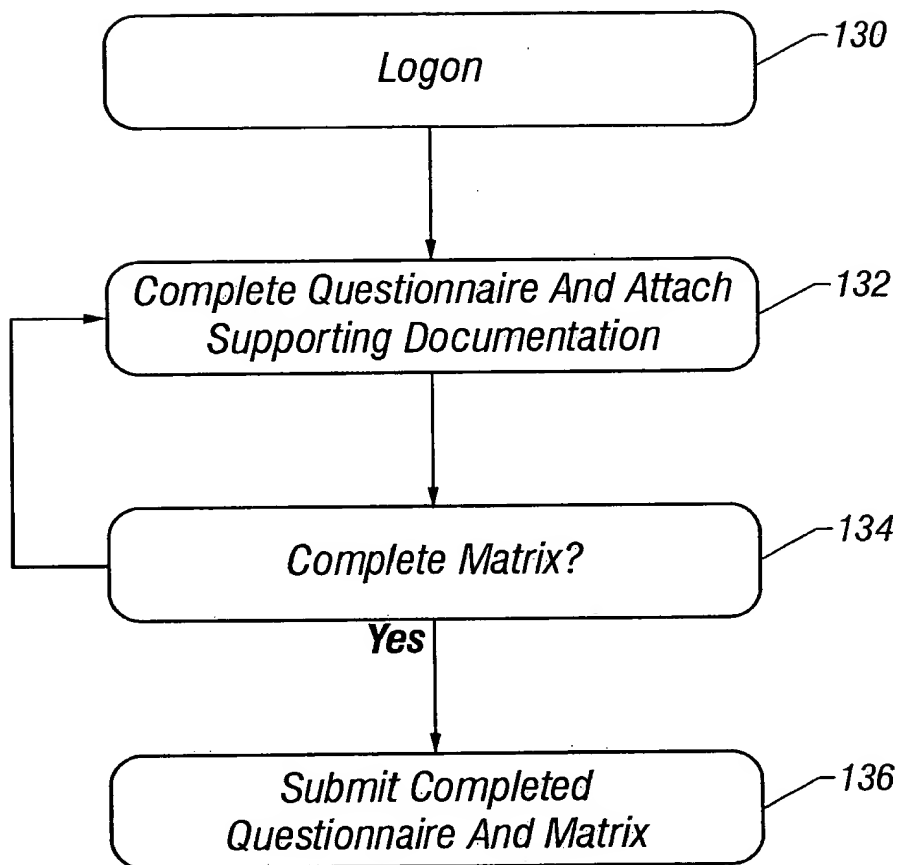 Logon
130
Complete Questionnaire And Attach
Supporting Documentation
132
Complete Matrix?
134
Yes
Submit Completed
Questionnaire And Matrix
136